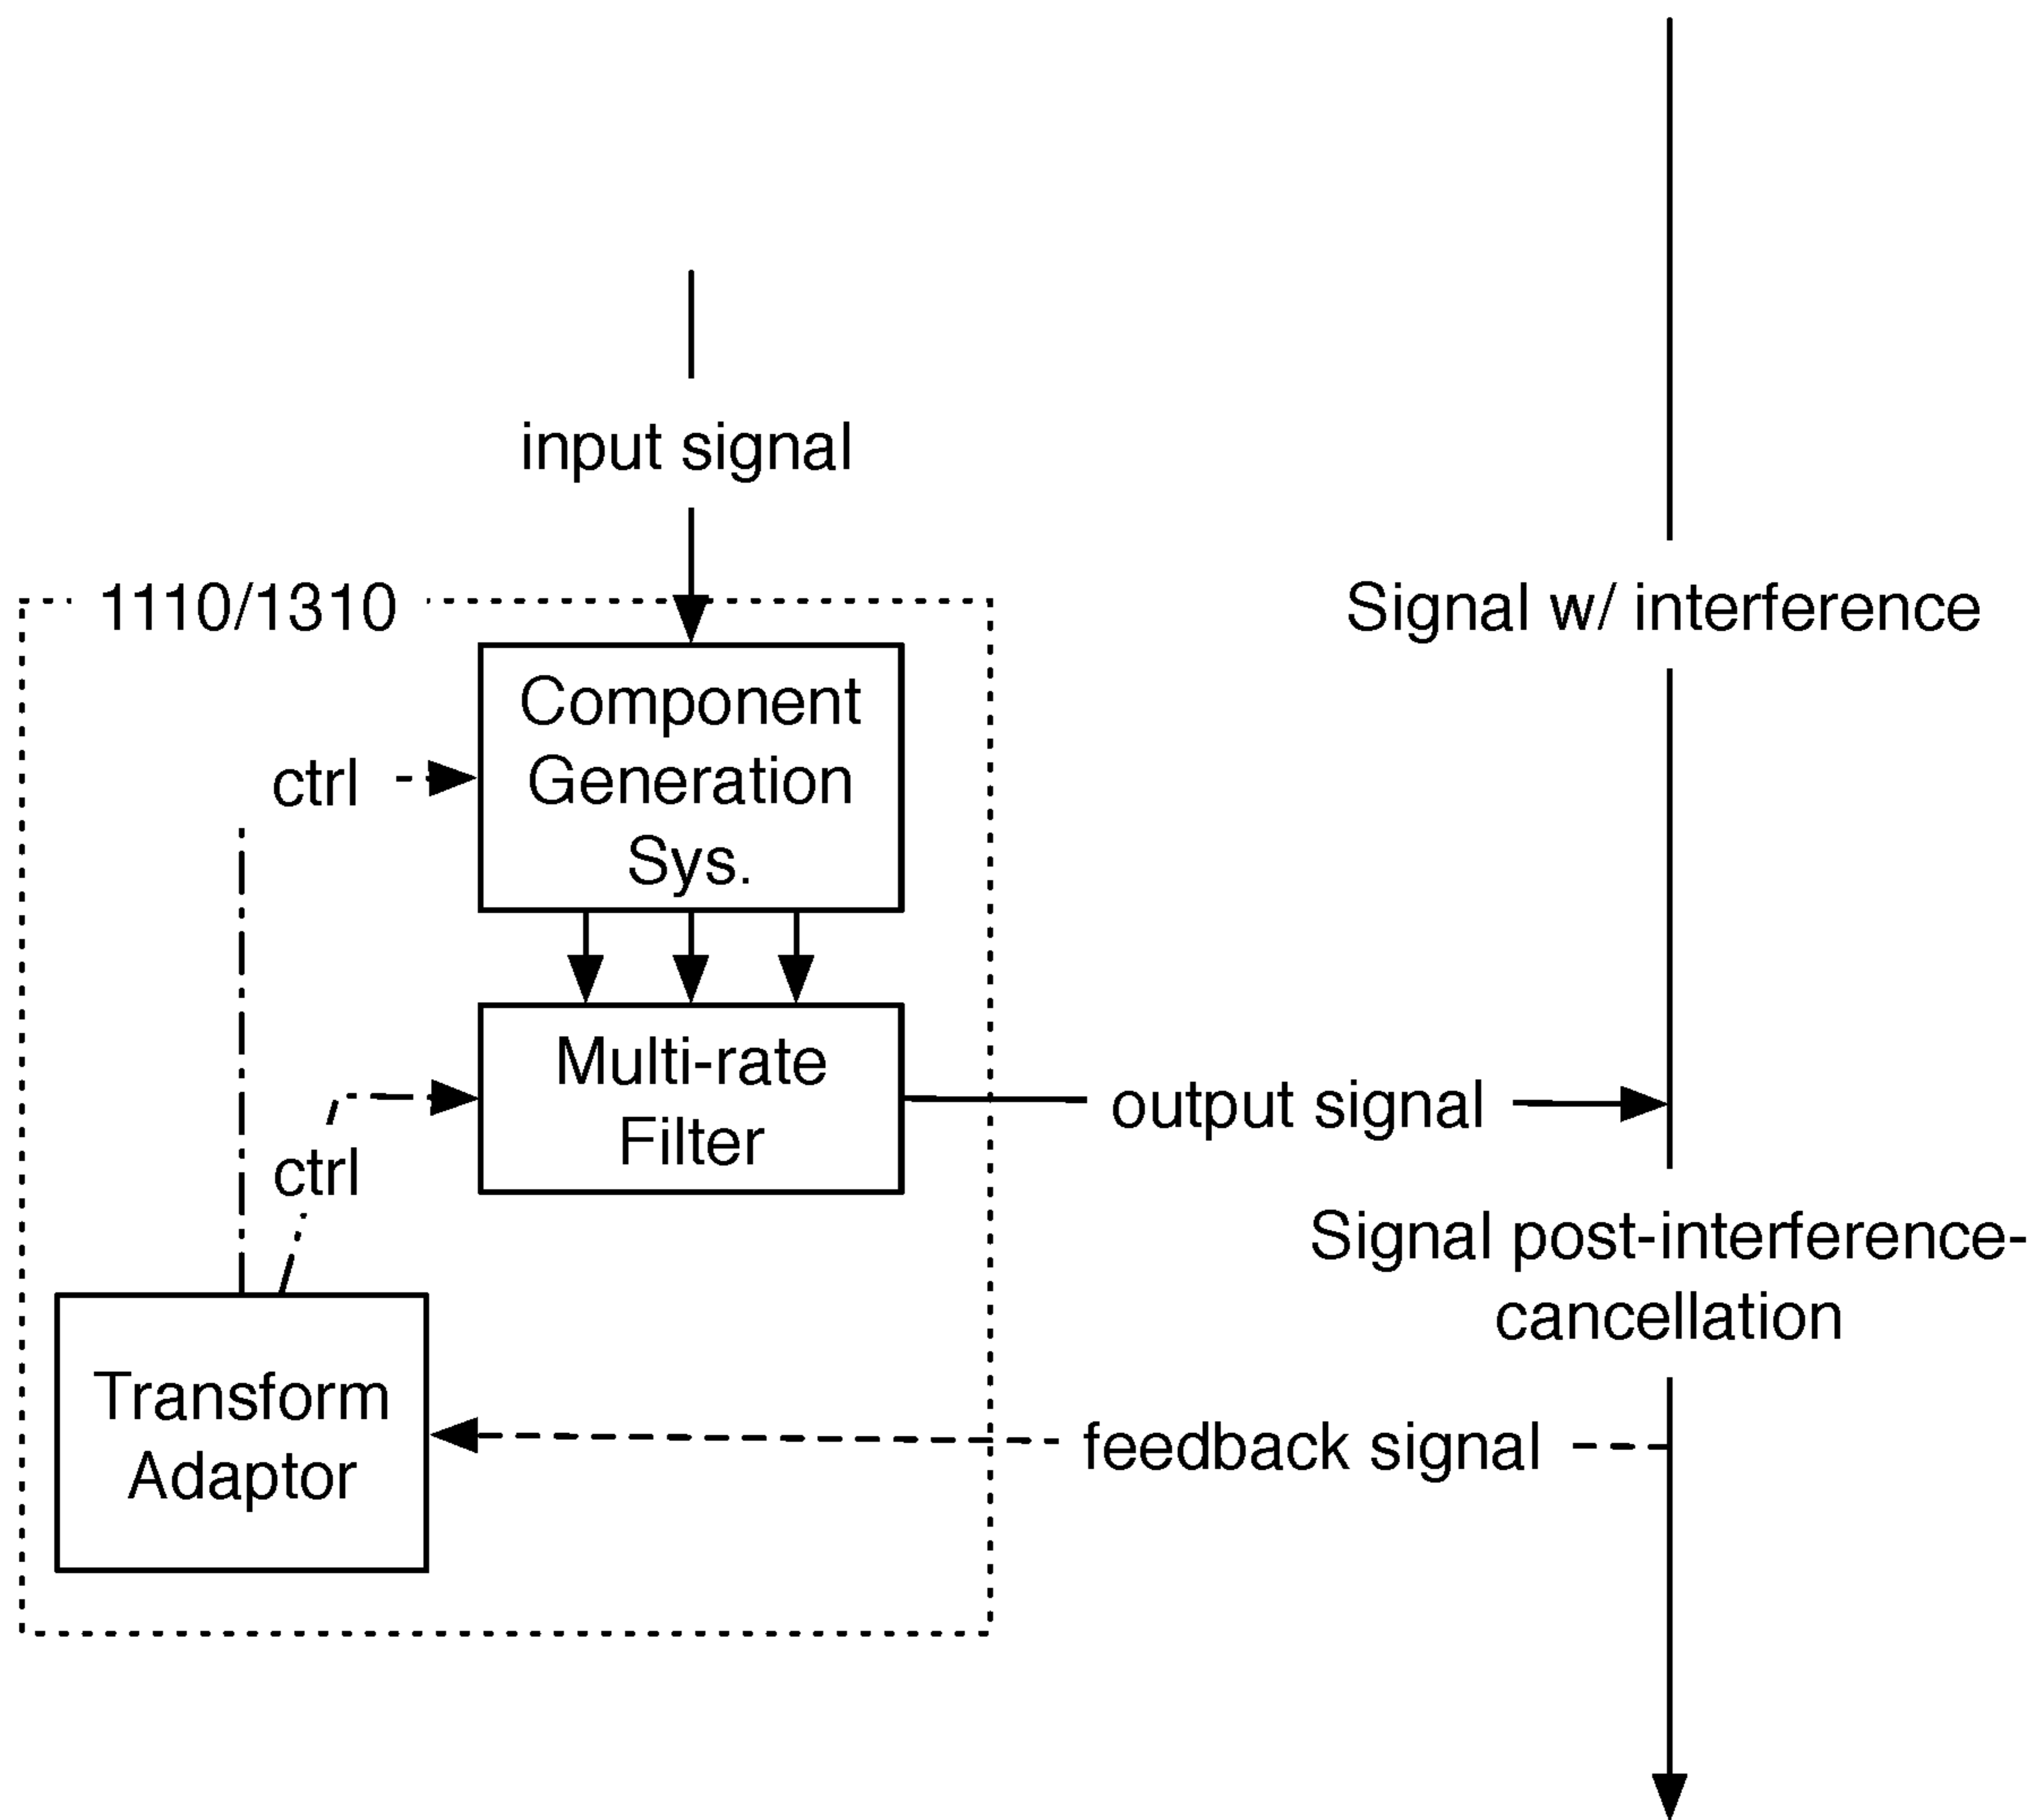 input signal
1110/1310
Signal w/ interference
Component
Generation
Sys.
ctrl
Multi-rate
Filter
output signal
ctrl
Signal post-interference-
cancellation
Transform
Adaptor
feedback signal